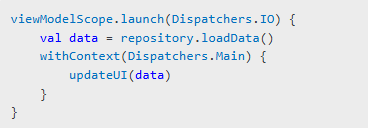 viewModelScope.launch(Dispatchers.IO) {
    val data = repository.loadData()
    withContext(Dispatchers.Main) {
        updateUI(data)
    }
}